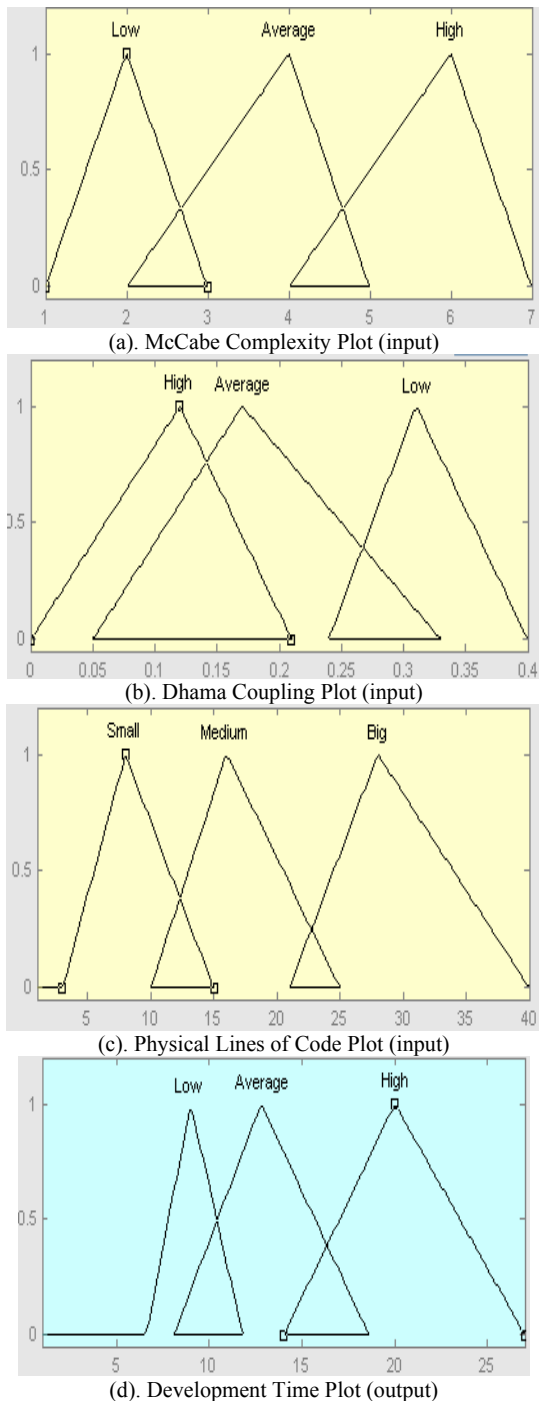 Low Average High
1
0.5
0
1 2 3 4 5 6 7
(a). McCabe Complexity Plot (input)
High Average Low
1
0.5
0
0 0.05 0.1 0.15 0.2 0.25 0.3 0.35 0.4
(b). Dhama Coupling Plot (input)
Small Medium Big
1
0.5
0
5 10 15 20 25 30 35 40
(c). Physical Lines of Code Plot (input)
Low Average High
1
0.5
0
5 10 15 20 25
(d). Development Time Plot (output)